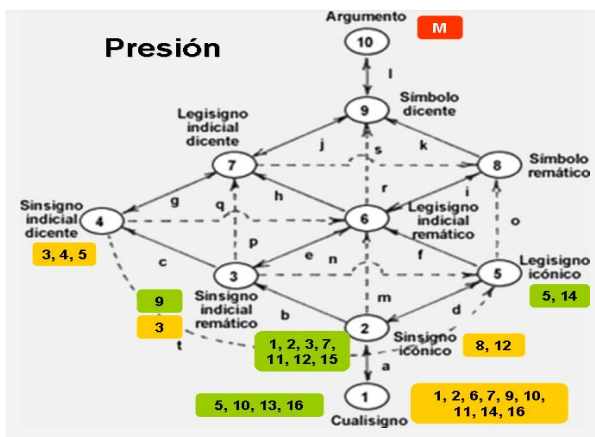 Argumento
M
Presión
10
l
Símbolo
dicente
9
Legisigno
indicial
dicente
j
s
k
7
8
Símbolo
remático
g
q
h
r
i
Sinsigno
indicial
dicente
4
6
Legisigno
indicial
remático
o
3, 4, 5
p
e
n
f
c
3
5
Legisigno
icónico
5, 14
9
3
Sinsigno
indicial
remático
m
b
d
t
1, 2, 3, 7,
11, 12, 15
2
Sinsigno
icónico
8, 12
a
5, 10, 13, 16
1
Cualisigno
1, 2, 6, 7, 9, 10,
11, 14, 16